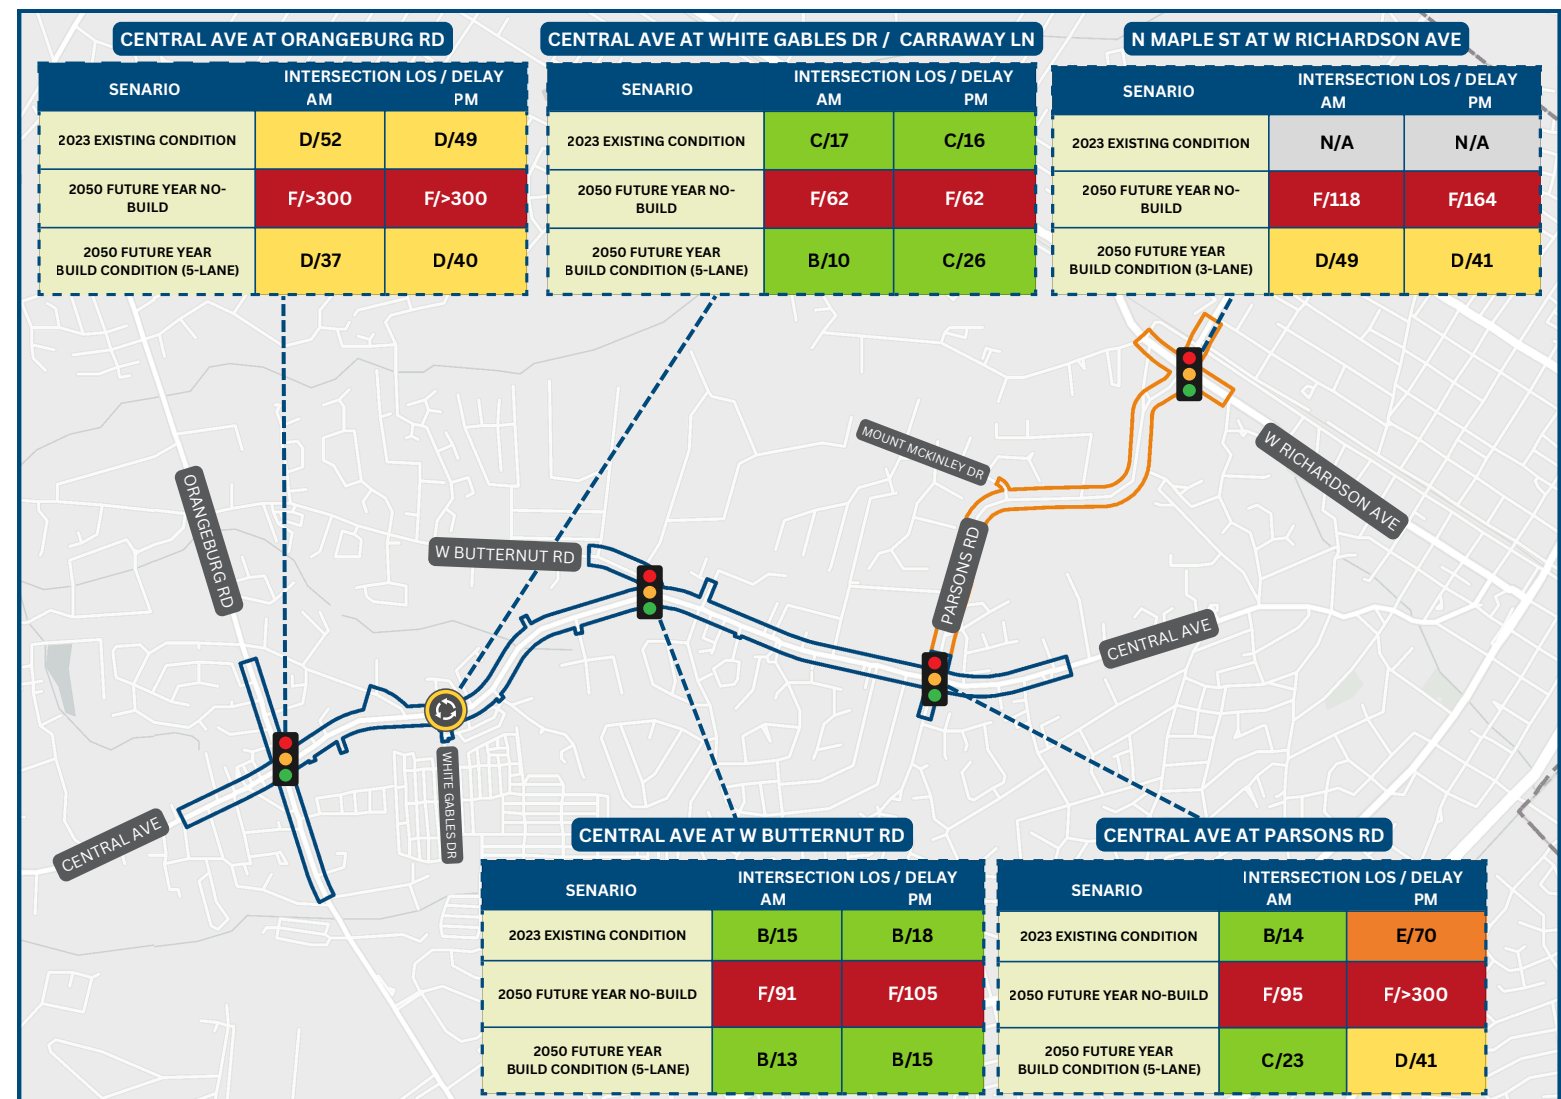 CENTRAL AVE AT ORANGEBURG RD
SENARIO
INTERSECTION LOS / DELAY
AM PM
2023 EXISTING CONDITION D/52 D/49
2050 FUTURE YEAR NO-
BUILD
F/>300 F/>300
2050 FUTURE YEAR
BUILD CONDITION (5-LANE)
D/37 D/40
CENTRAL AVE AT WHITE GABLES DR / CARRAWAY LN
SENARIO
INTERSECTION LOS / DELAY
AM PM
2023 EXISTING CONDITION C/17 C/16
2050 FUTURE YEAR NO-
BUILD
F/62 F/62
2050 FUTURE YEAR
BUILD CONDITION (5-LANE)
B/10 C/26
N MAPLE ST AT W RICHARDSON AVE
SENARIO
INTERSECTION LOS / DELAY
AM PM
2023 EXISTING CONDITION N/A N/A
2050 FUTURE YEAR NO-
BUILD
F/118 F/164
2050 FUTURE YEAR
BUILD CONDITION (3-LANE)
D/49 D/41
MOUNT MCKINLEY DR
W RICHARDSON AVE
ORANGEBURG RD
W BUTTERNUT RD
PARSONS RD
CENTRAL AVE
WHITE GABLES DR
CENTRAL AVE
CENTRAL AVE AT W BUTTERNUT RD
SENARIO
INTERSECTION LOS / DELAY
AM PM
2023 EXISTING CONDITION B/15 B/18
2050 FUTURE YEAR NO-BUILD F/91 F/105
2050 FUTURE YEAR
BUILD CONDITION (5-LANE)
B/13 B/15
CENTRAL AVE AT PARSONS RD
SENARIO
INTERSECTION LOS / DELAY
AM PM
2023 EXISTING CONDITION B/14 E/70
2050 FUTURE YEAR NO-BUILD F/95 F/>300
2050 FUTURE YEAR
BUILD CONDITION (5-LANE)
C/23 D/41